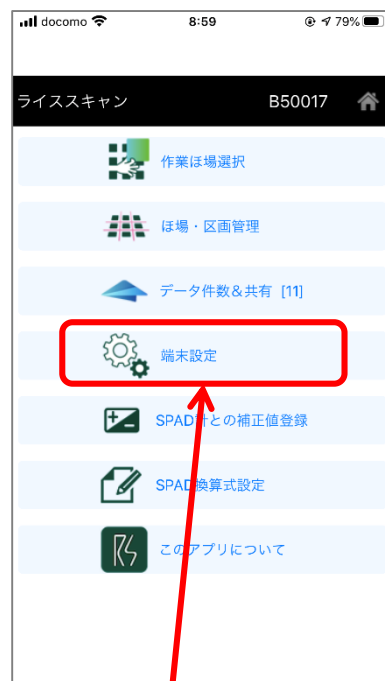 docomo 8:59 79%
ライススキャン B50017
作業ほ場選択
ほ場・区画管理
データ件数&共有 [11]
端末設定
SPAD計との補正値登録
SPAD換算式設定
このアプリについて